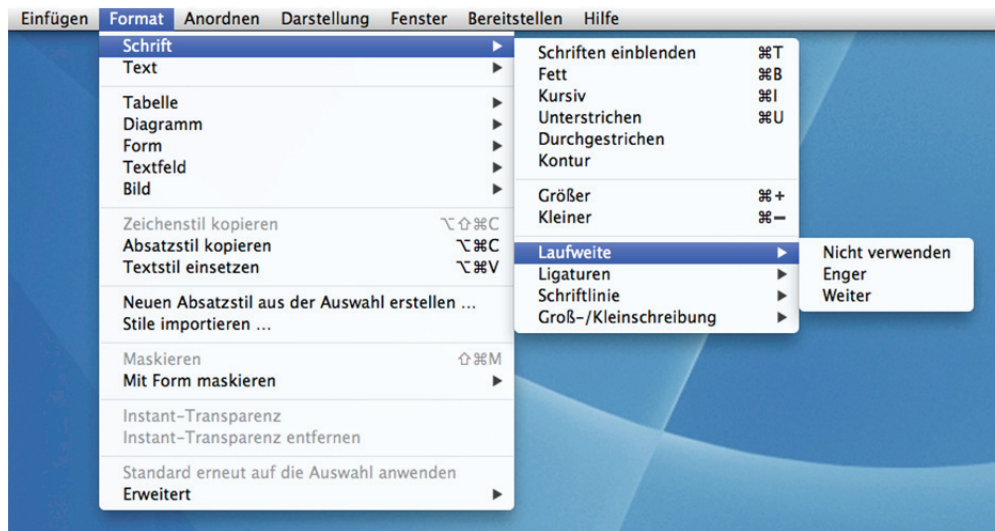 Einfügen Format Anordnen Darstellung Fenster Bereitstellen Hilfe
Schrift ▶
Text ▶
Tabelle ▶
Diagramm ▶
Form ▶
Textfeld ▶
Bild ▶
Zeichenstil kopieren ⌥⇧⌘C
Absatzstil kopieren ⌥⌘C
Textstil einsetzen ⌥⌘V
Neuen Absatzstil aus der Auswahl erstellen ...
Stile importieren ...
Maskieren ⇧⌘M
Mit Form maskieren ▶
Instant-Transparenz
Instant-Transparenz entfernen
Standard erneut auf die Auswahl anwenden
Erweitert ▶
Schriften einblenden ⌘T
Fett ⌘B
Kursiv ⌘I
Unterstrichen ⌘U
Durchgestrichen
Kontur
Größer ⌘+
Kleiner ⌘−
Laufweite ▶
Ligaturen ▶
Schriftlinie ▶
Groß-/Kleinschreibung ▶
Nicht verwenden
Enger
Weiter